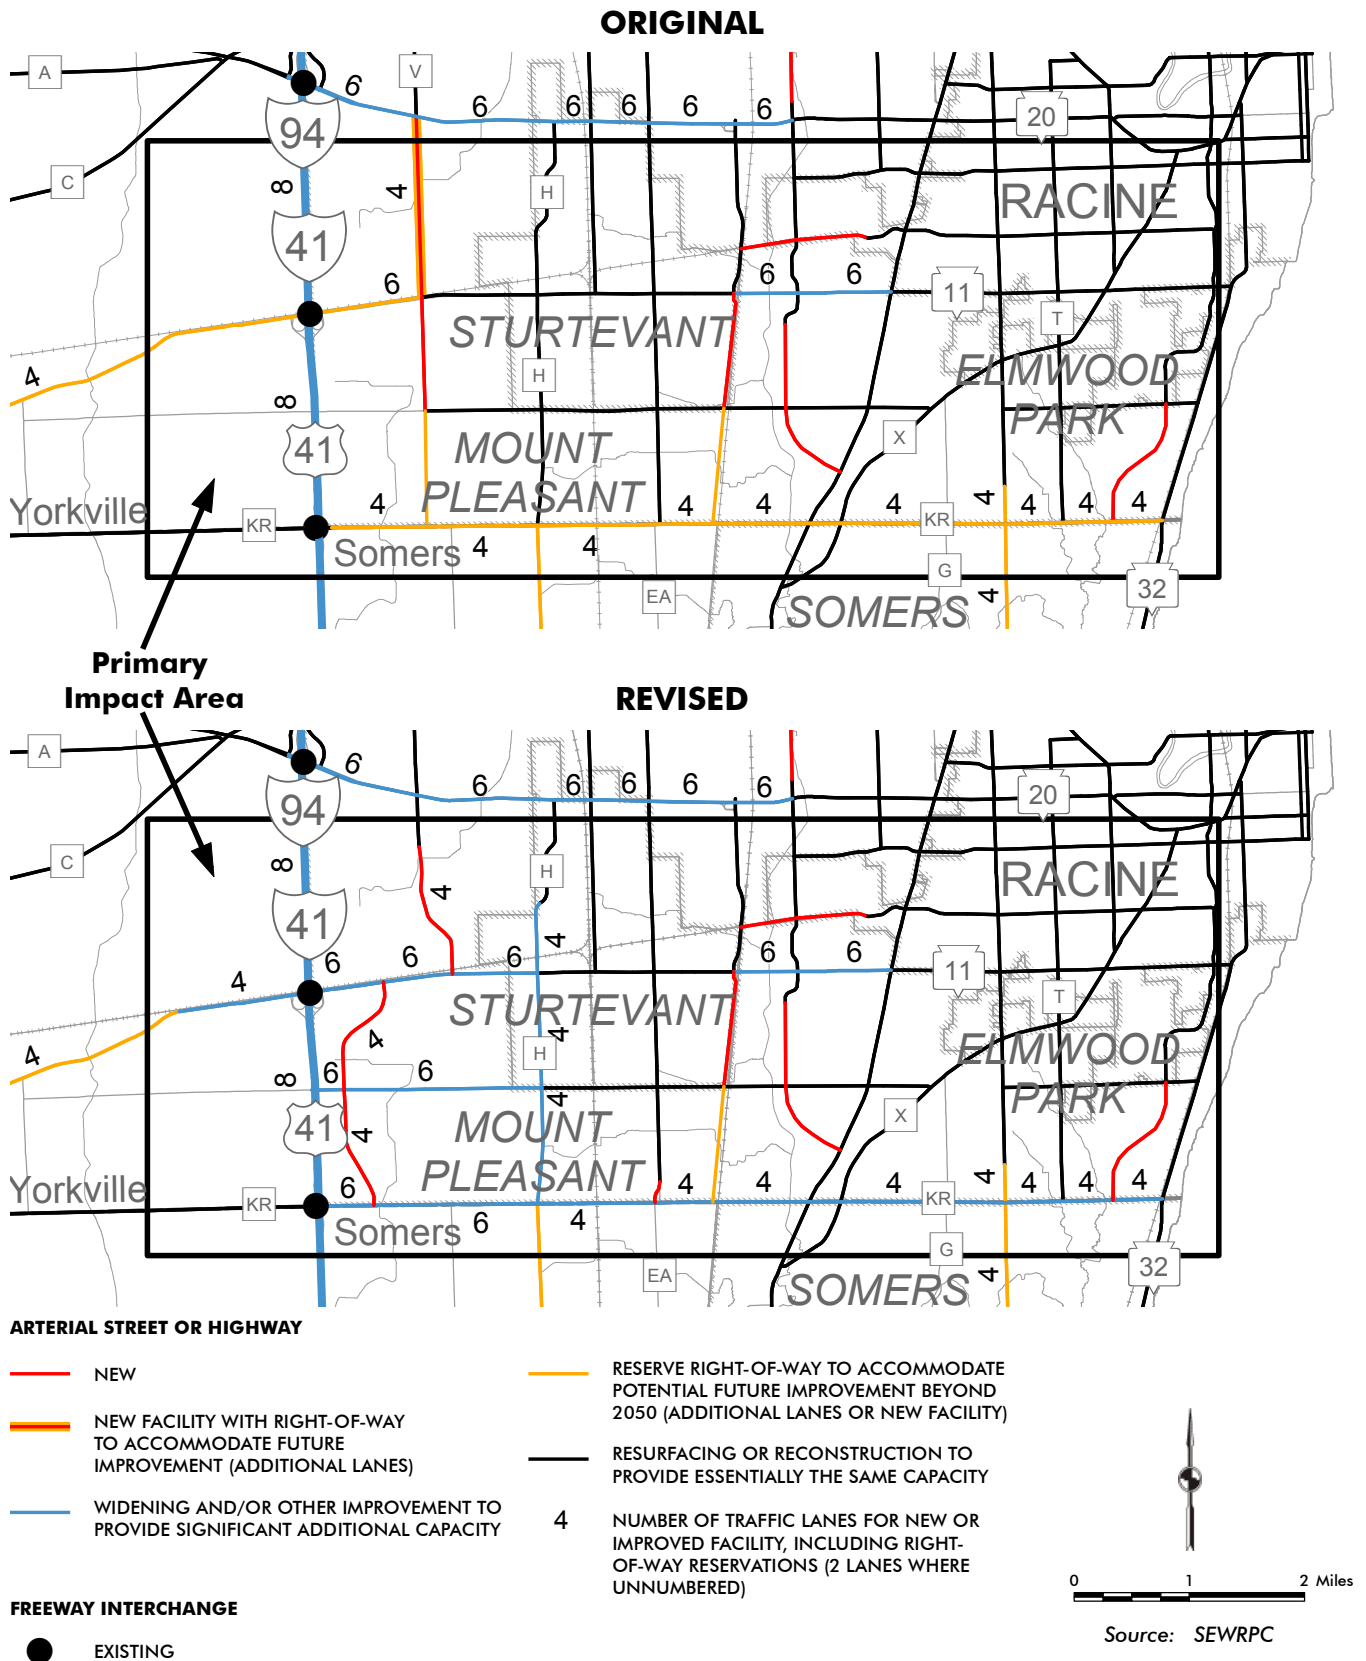 ORIGINAL
A
V
6
6
6
6
6
6
20
94
C
8
4
H
RACINE
41
6
6
6
11
T
STURTEVANT
H
4
8
ELMWOOD
PARK
41
MOUNT
PLEASANT
X
Yorkville
KR
4
4
4
4
KR
4
4
4
4
Somers
4
4
EA
G
4
32
SOMERS
Primary
Impact Area
REVISED
A
6
6
6
6
6
6
20
94
C
8
4
H
RACINE
41
4
4
6
6
6
6
6
11
T
STURTEVANT
4
4
H
4
8
6
6
4
ELMWOOD
PARK
41
4
MOUNT
PLEASANT
X
Yorkville
KR
6
4
4
4
KR
4
4
4
4
Somers
6
4
EA
G
4
32
SOMERS
ARTERIAL STREET OR HIGHWAY
NEW
NEW FACILITY WITH RIGHT-OF-WAY
TO ACCOMMODATE FUTURE
IMPROVEMENT (ADDITIONAL LANES)
WIDENING AND/OR OTHER IMPROVEMENT TO
PROVIDE SIGNIFICANT ADDITIONAL CAPACITY
RESERVE RIGHT-OF-WAY TO ACCOMMODATE
POTENTIAL FUTURE IMPROVEMENT BEYOND
2050 (ADDITIONAL LANES OR NEW FACILITY)
RESURFACING OR RECONSTRUCTION TO
PROVIDE ESSENTIALLY THE SAME CAPACITY
4
NUMBER OF TRAFFIC LANES FOR NEW OR
IMPROVED FACILITY, INCLUDING RIGHT-
OF-WAY RESERVATIONS (2 LANES WHERE
UNNUMBERED)
FREEWAY INTERCHANGE
EXISTING
0 1 2 Miles
Source: SEWRPC